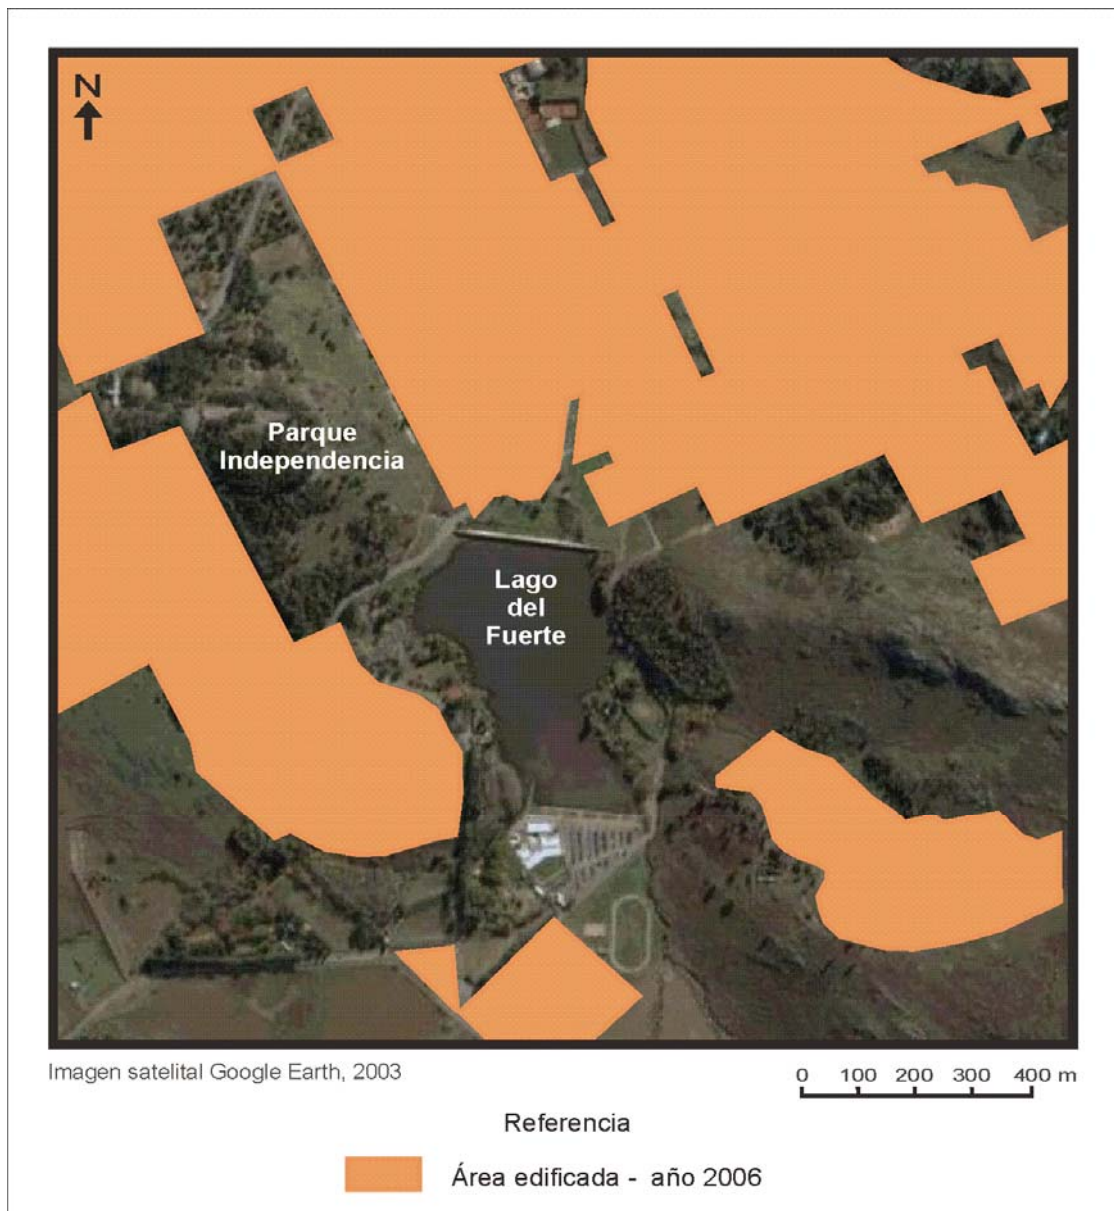 N
Parque
Independencia
Lago
del
Fuerte
Imagen satelital Google Earth, 2003
0 100 200 300 400 m
Referencia
Área edificada - año 2006